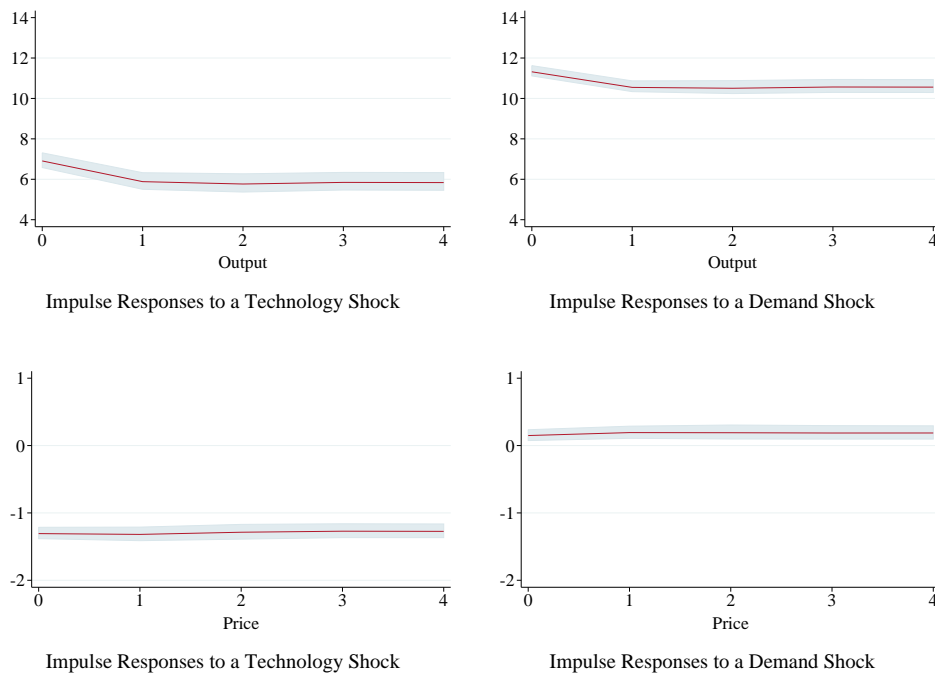 14
12
10
8
6
4
0 1 2 3 4
Output
Impulse Responses to a Technology Shock
14
12
10
8
6
4
0 1 2 3 4
Output
Impulse Responses to a Demand Shock
1
0
-1
-2
0 1 2 3 4
Price
Impulse Responses to a Technology Shock
1
0
-1
-2
0 1 2 3 4
Price
Impulse Responses to a Demand Shock